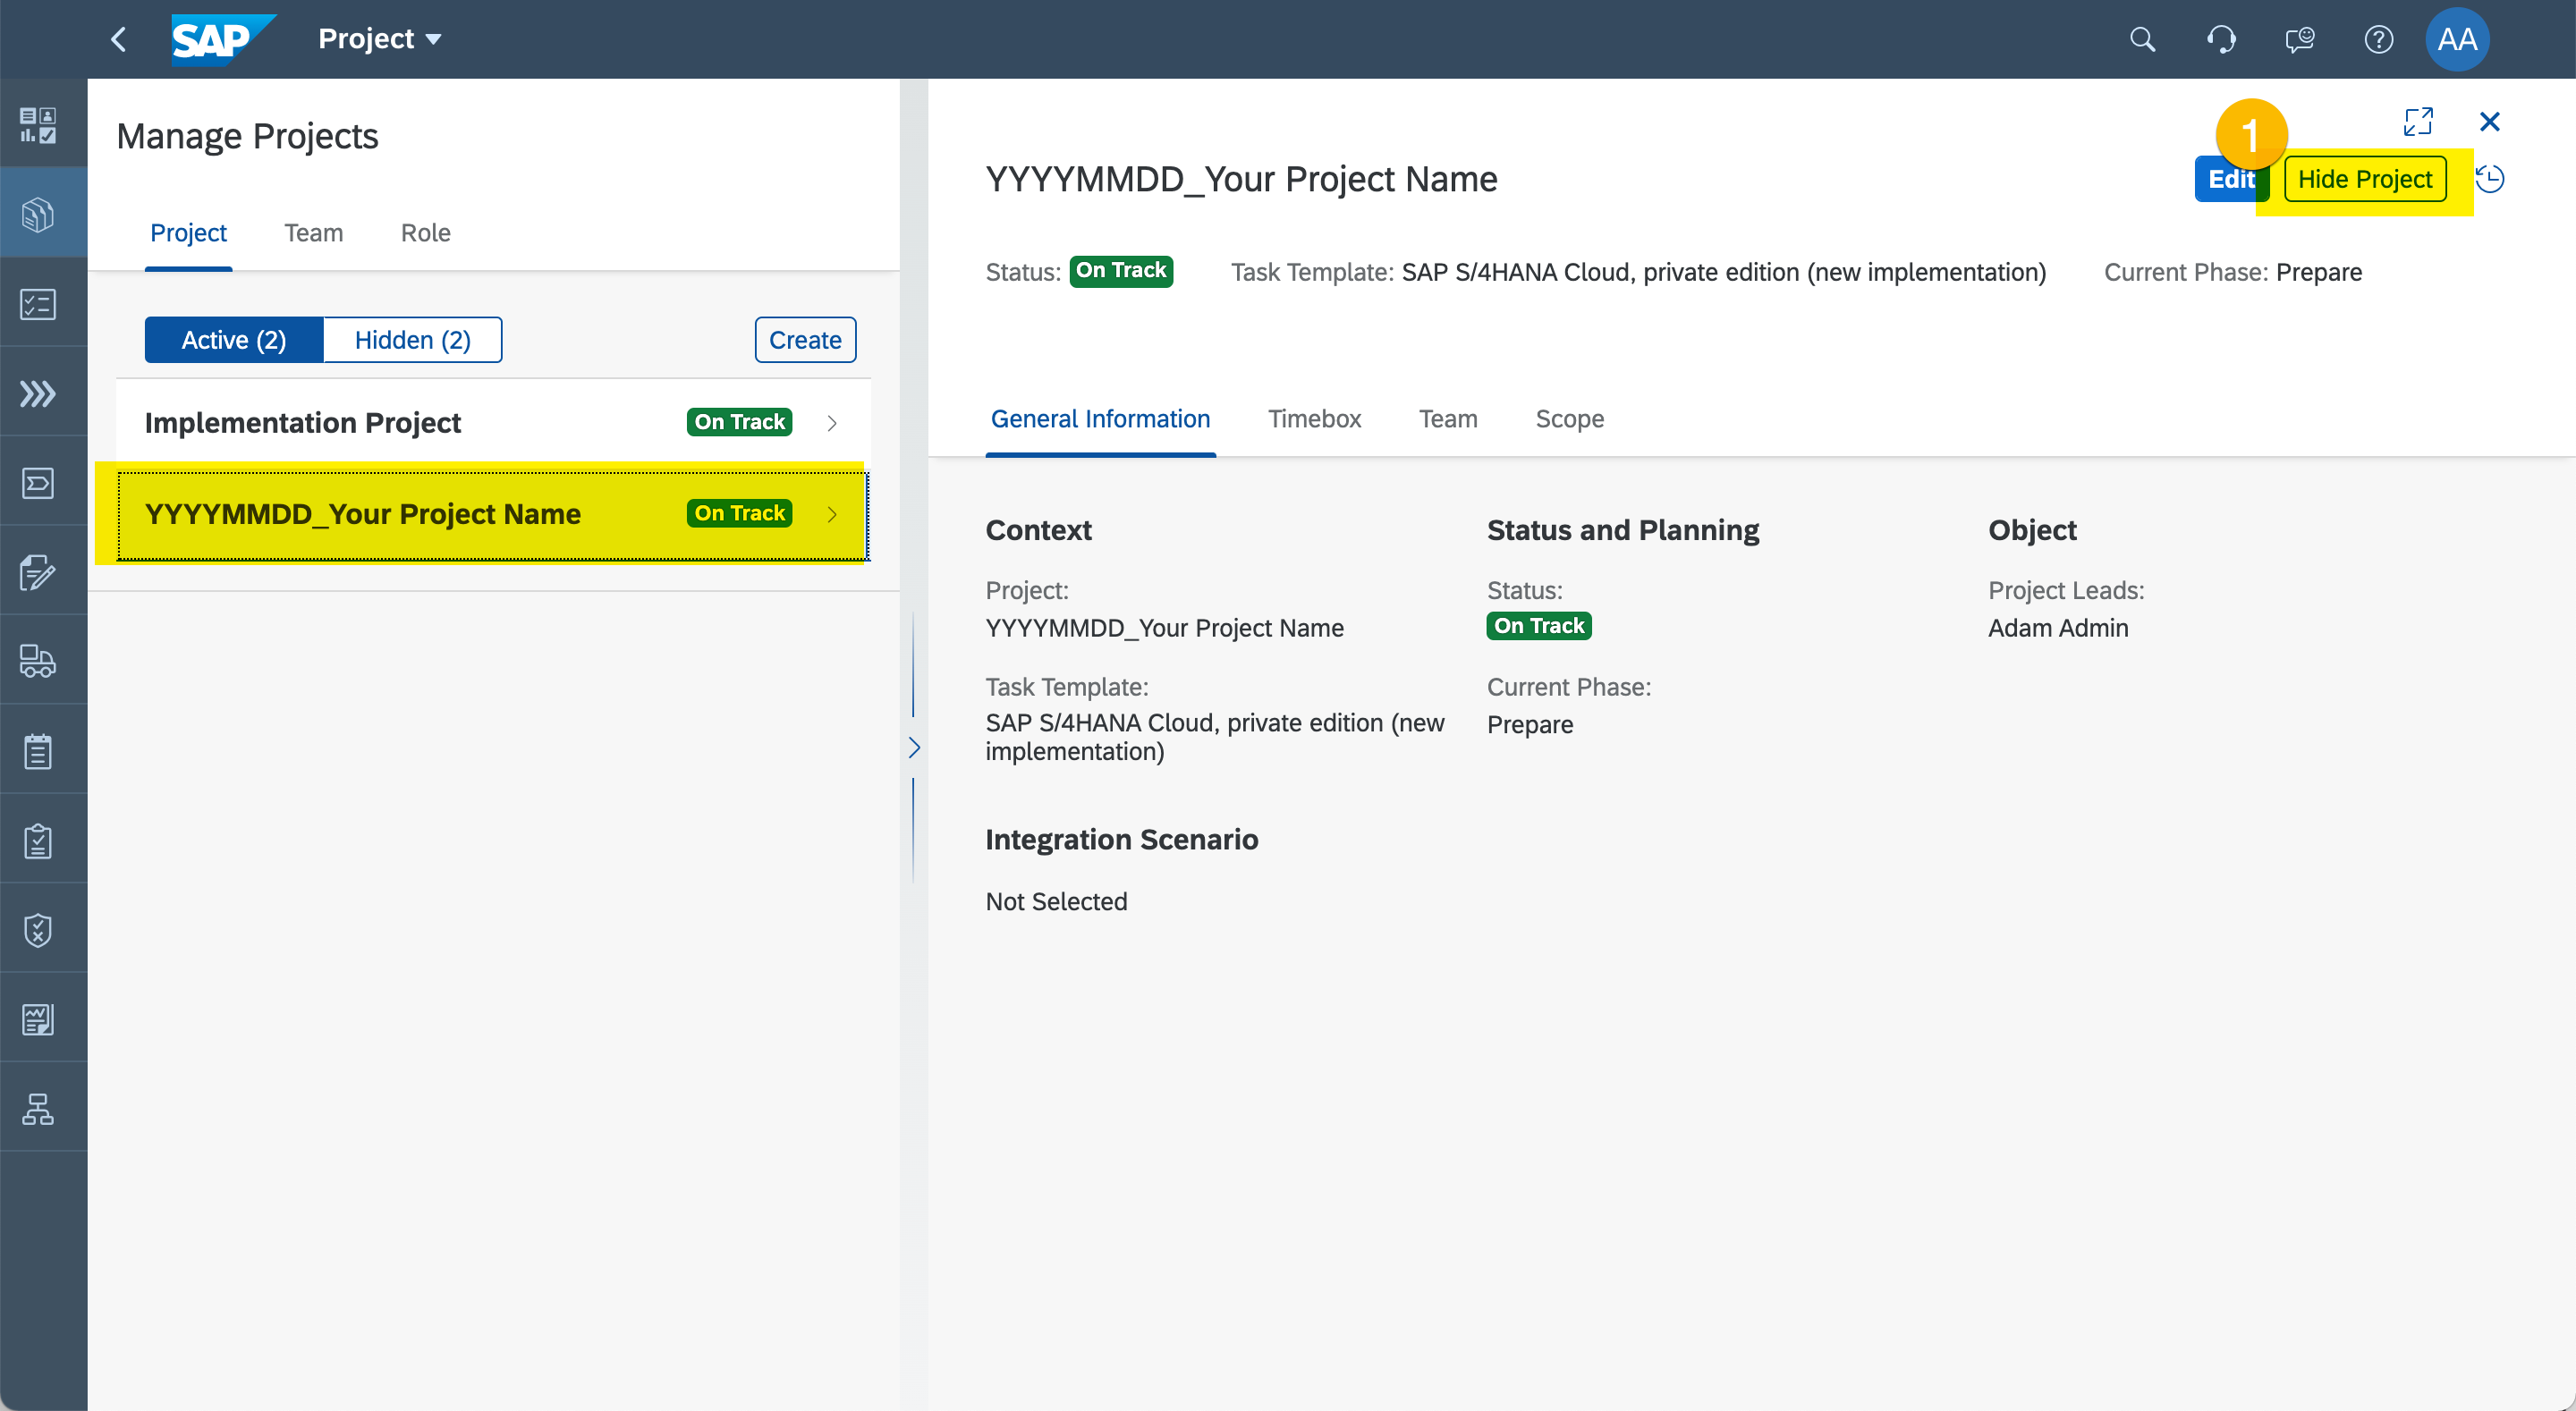 SAP
Project
AA
Manage Projects
Project Team Role
Active (2) Hidden (2) Create
Implementation Project On Track
YYYYMMDD_Your Project Name On Track
1
YYYYMMDD_Your Project Name Edit Hide Project
Status: On Track Task Template: SAP S/4HANA Cloud, private edition (new implementation) Current Phase: Prepare
General Information Timebox Team Scope
Context
Project:
YYYYMMDD_Your Project Name
Task Template:
SAP S/4HANA Cloud, private edition (new
implementation)
Status and Planning
Status:
On Track
Current Phase:
Prepare
Object
Project Leads:
Adam Admin
Integration Scenario
Not Selected